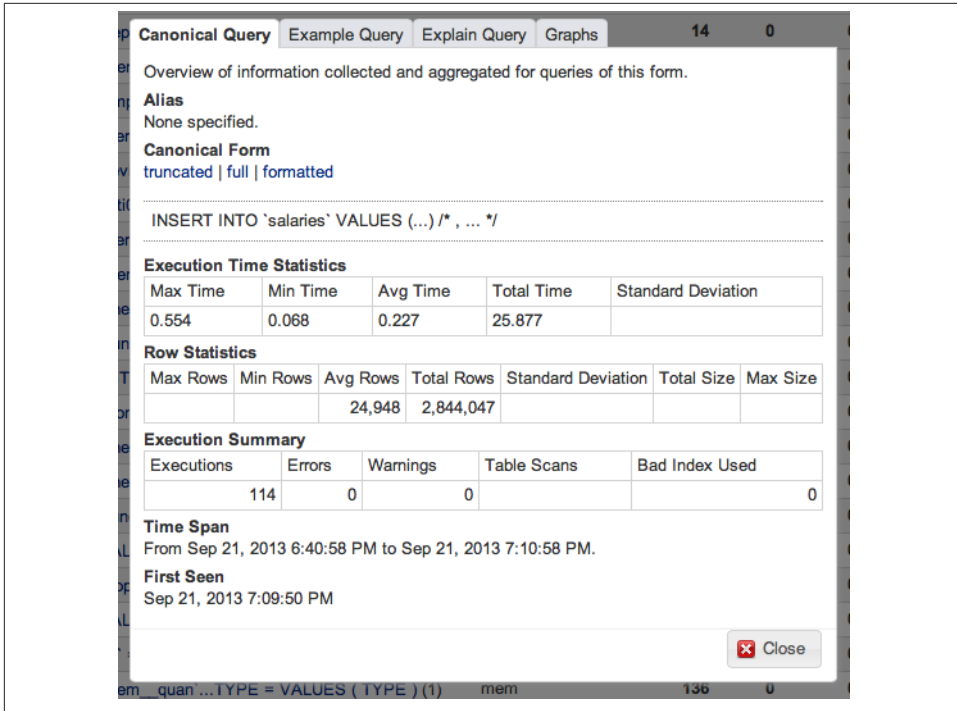 Canonical Query Example Query Explain Query Graphs 14 0
Overview of information collected and aggregated for queries of this form.
Alias
None specified.
Canonical Form
truncated | full | formatted
INSERT INTO `salaries` VALUES (...) /* , ... */
Execution Time Statistics
Max Time Min Time Avg Time Total Time Standard Deviation
0.554 0.068 0.227 25.877
Row Statistics
Max Rows Min Rows Avg Rows Total Rows Standard Deviation Total Size Max Size
24,948 2,844,047
Execution Summary
Executions Errors Warnings Table Scans Bad Index Used
114 0 0 0
Time Span
From Sep 21, 2013 6:40:58 PM to Sep 21, 2013 7:10:58 PM.
First Seen
Sep 21, 2013 7:09:50 PM
Close
em__quan`...TYPE = VALUES ( TYPE ) (1) mem 136 0